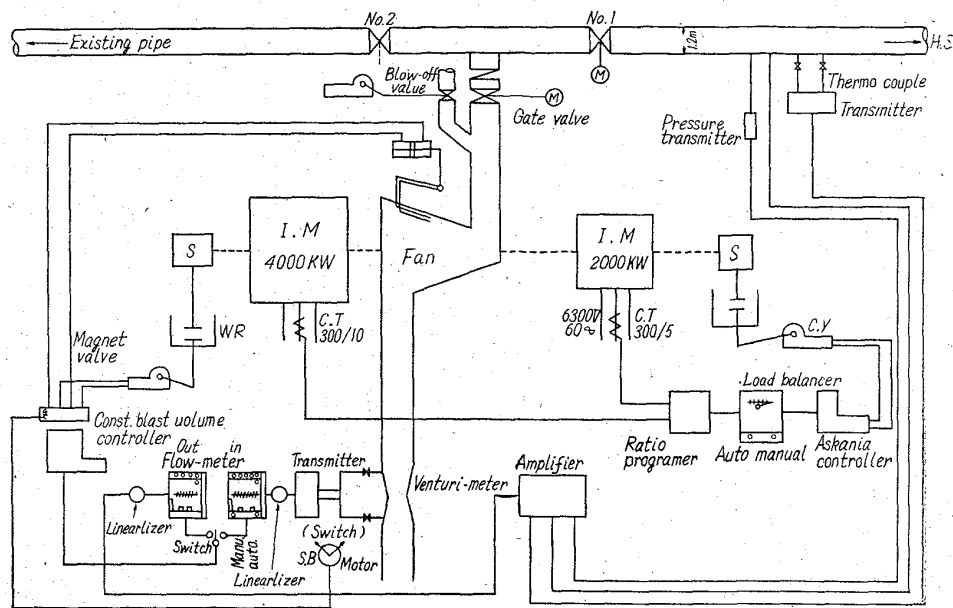 No.2
No.1
Existing pipe
1.2m
H.S
Blow-off
value
M
M
Gate valve
Thermo couple
Transmitter
Pressure
transmitter
I.M
4000KW
S
Fan
I.M
2000KW
S
C.T
300/10
6300V
60~
C.T
300/5
WR
C.Y
Magnet
valve
Load balancer
Const. blast volume
controller
Ratio
programer
Auto manual
Askania
controller
Out
in
Flow-meter
Transmitter
Venturi-meter
Amplifier
Linearlizer
Switch
Manu.
auto.
Linearlizer
(Switch)
S.B
Motor